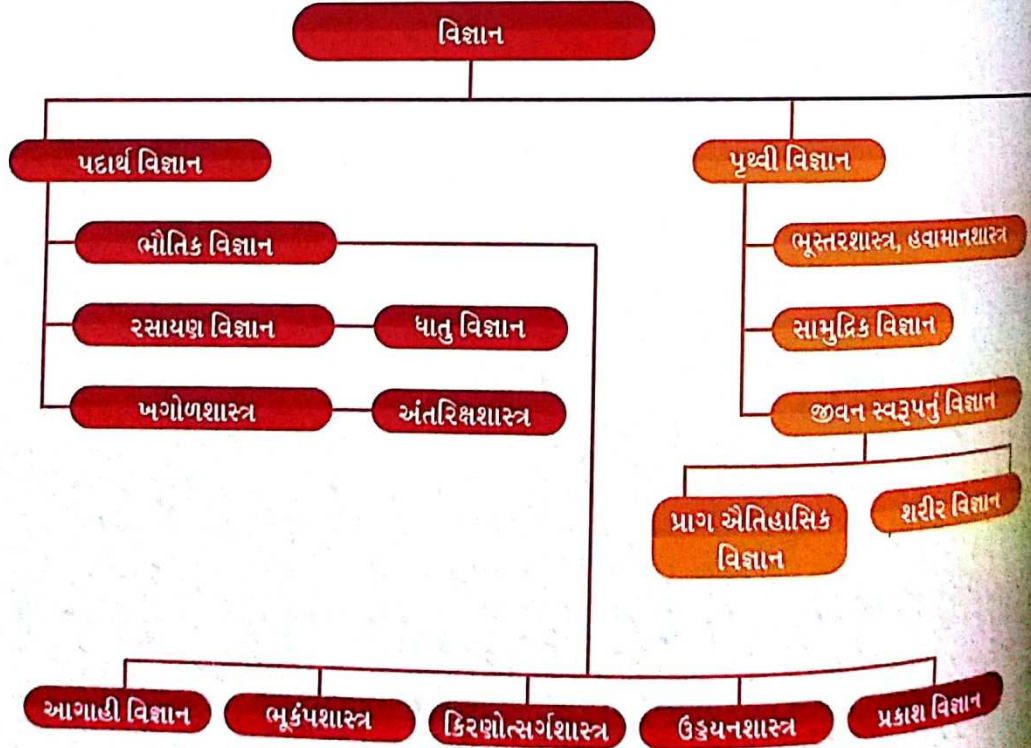 વિજ્ઞાન
પદાર્થ વિજ્ઞાન
ભૌતિક વિજ્ઞાન
રસાયણ વિજ્ઞાન
ધાતુ વિજ્ઞાન
ખગોળશાસ્ત્ર
અંતરિક્ષશાસ્ત્ર
પૃથ્વી વિજ્ઞાન
ભૂસ્તરશાસ્ત્ર, હવામાનશાસ્ત્ર
સામુદ્રિક વિજ્ઞાન
જીવન સ્વરૂપનું વિજ્ઞાન
પ્રાગ ઐતિહાસિક
વિજ્ઞાન
શરીર વિજ્ઞાન
આગાહી વિજ્ઞાન
ભૂકંપશાસ્ત્ર
કિરણોત્સર્ગશાસ્ત્ર
ઉડ્ડયનશાસ્ત્ર
પ્રકાશ વિજ્ઞાન